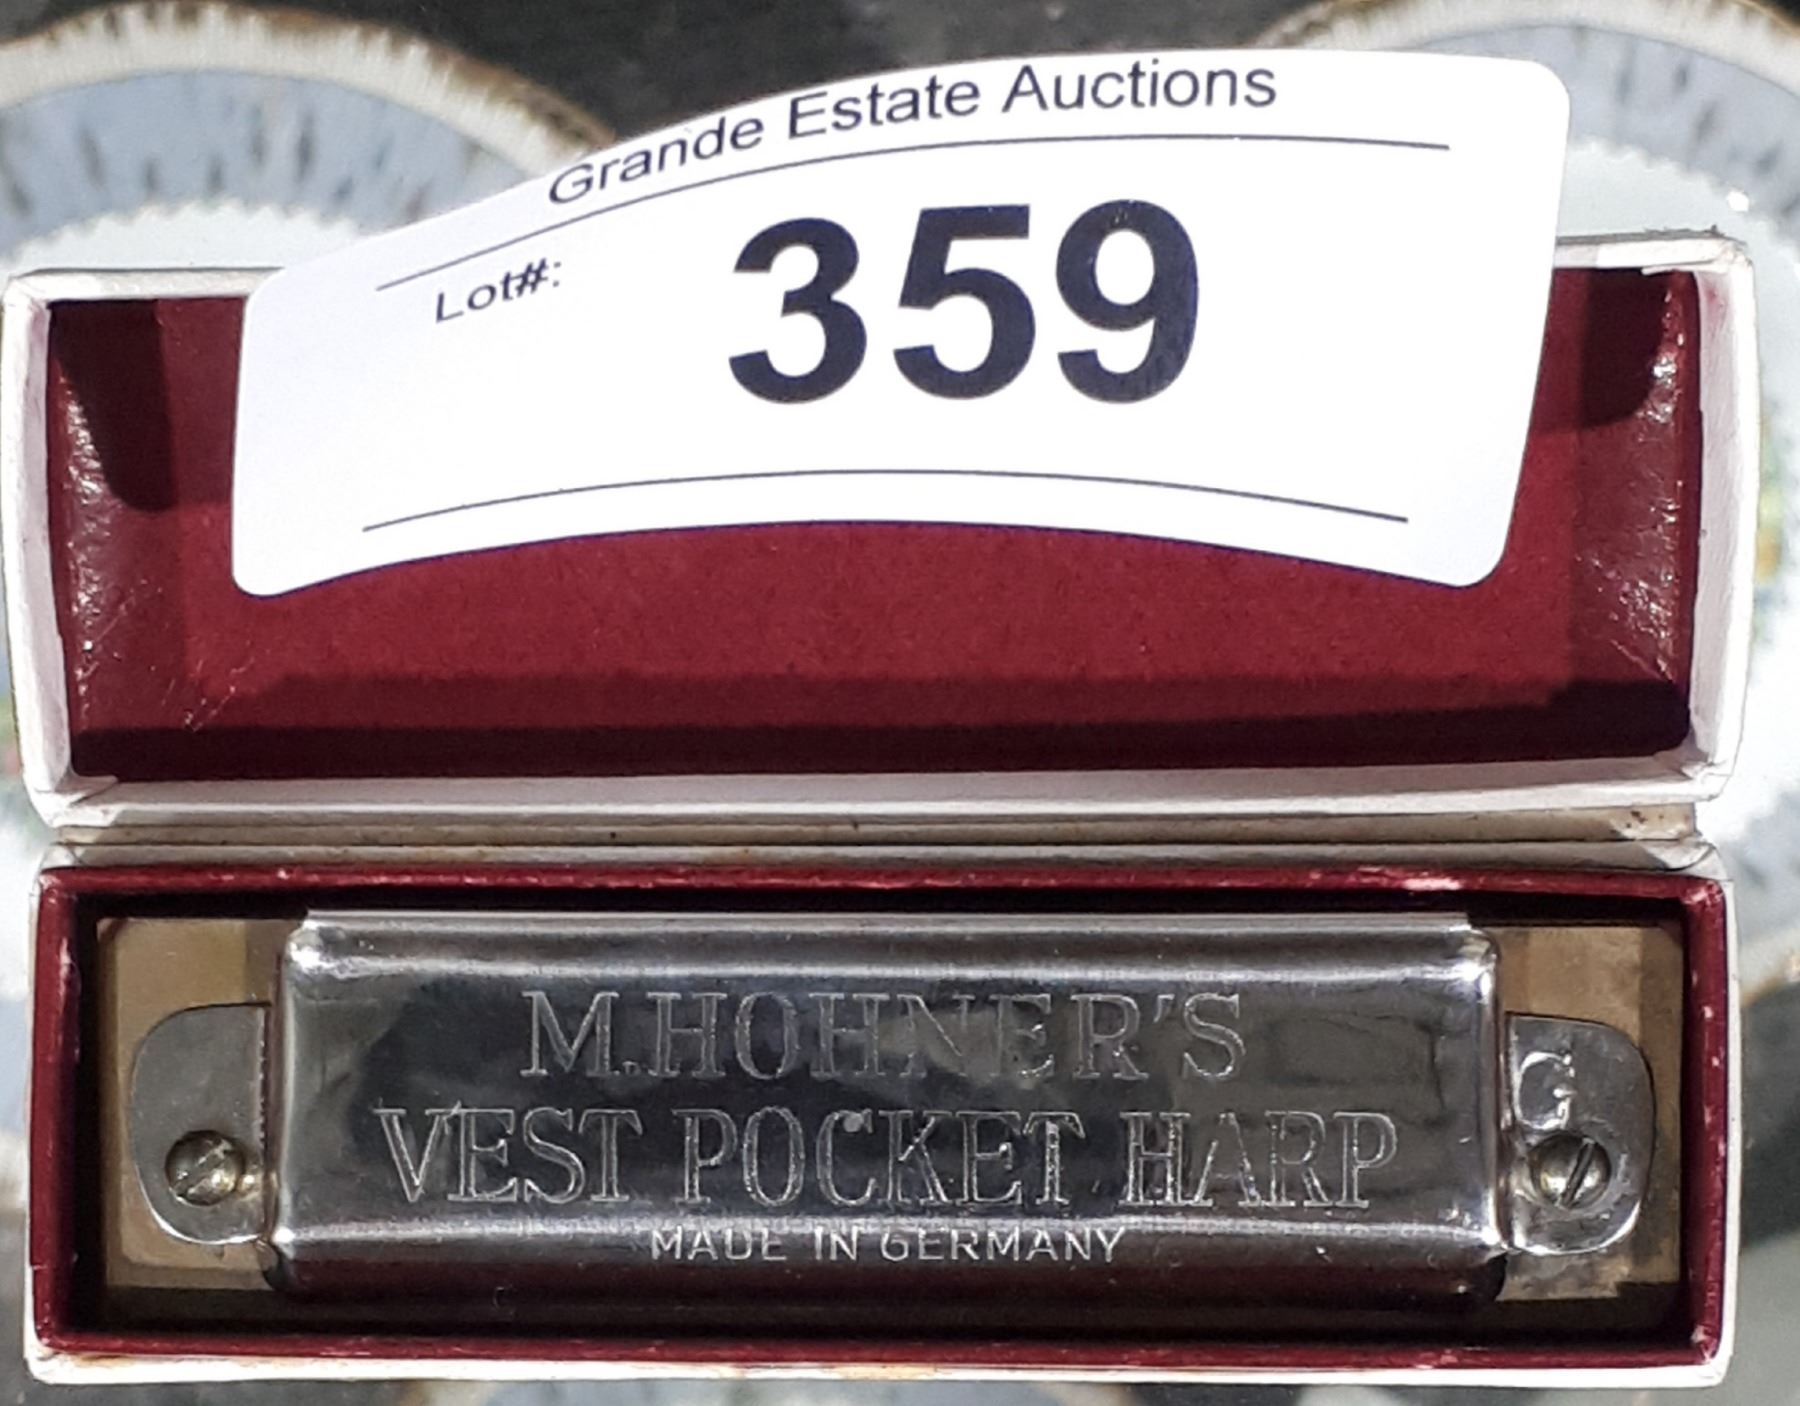 Grande Estate Auctions
Lot#: 359
M.HOHNER'S
G
VEST POCKET HARP
MADE IN GERMANY